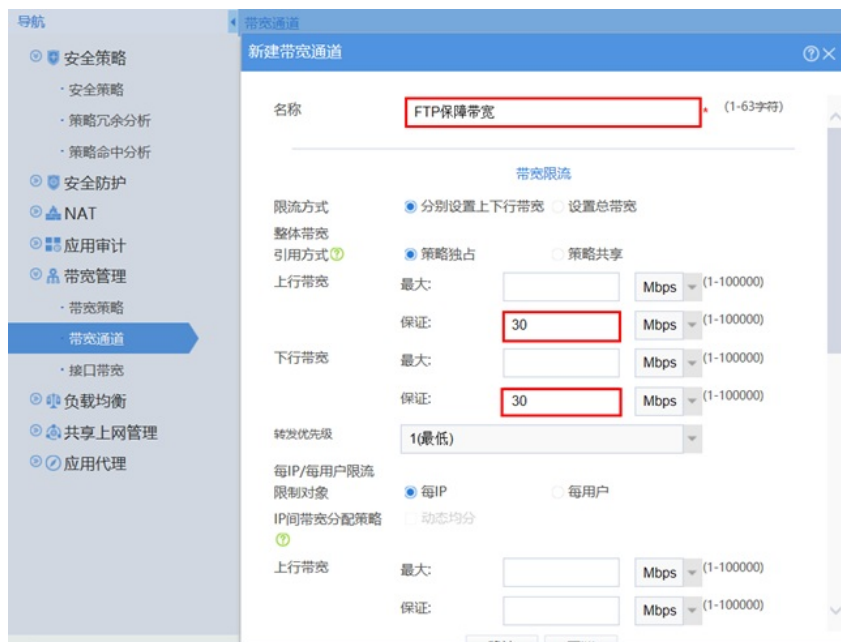 导航
带宽通道
安全策略
安全策略
策略冗余分析
策略命中分析
安全防护
NAT
应用审计
带宽管理
带宽策略
带宽通道
接口带宽
负载均衡
共享上网管理
应用代理
新建带宽通道
名称 FTP保障带宽 * (1-63字符)
带宽限流
限流方式 分别设置上下行带宽 设置总带宽
整体带宽
引用方式 策略独占 策略共享
上行带宽 最大: Mbps (1-100000)
保证: 30 Mbps (1-100000)
下行带宽 最大: Mbps (1-100000)
保证: 30 Mbps (1-100000)
转发优先级 1(最低)
每IP/每用户限流
限制对象 每IP 每用户
IP间带宽分配策略 动态均分
上行带宽 最大: Mbps (1-100000)
保证: Mbps (1-100000)